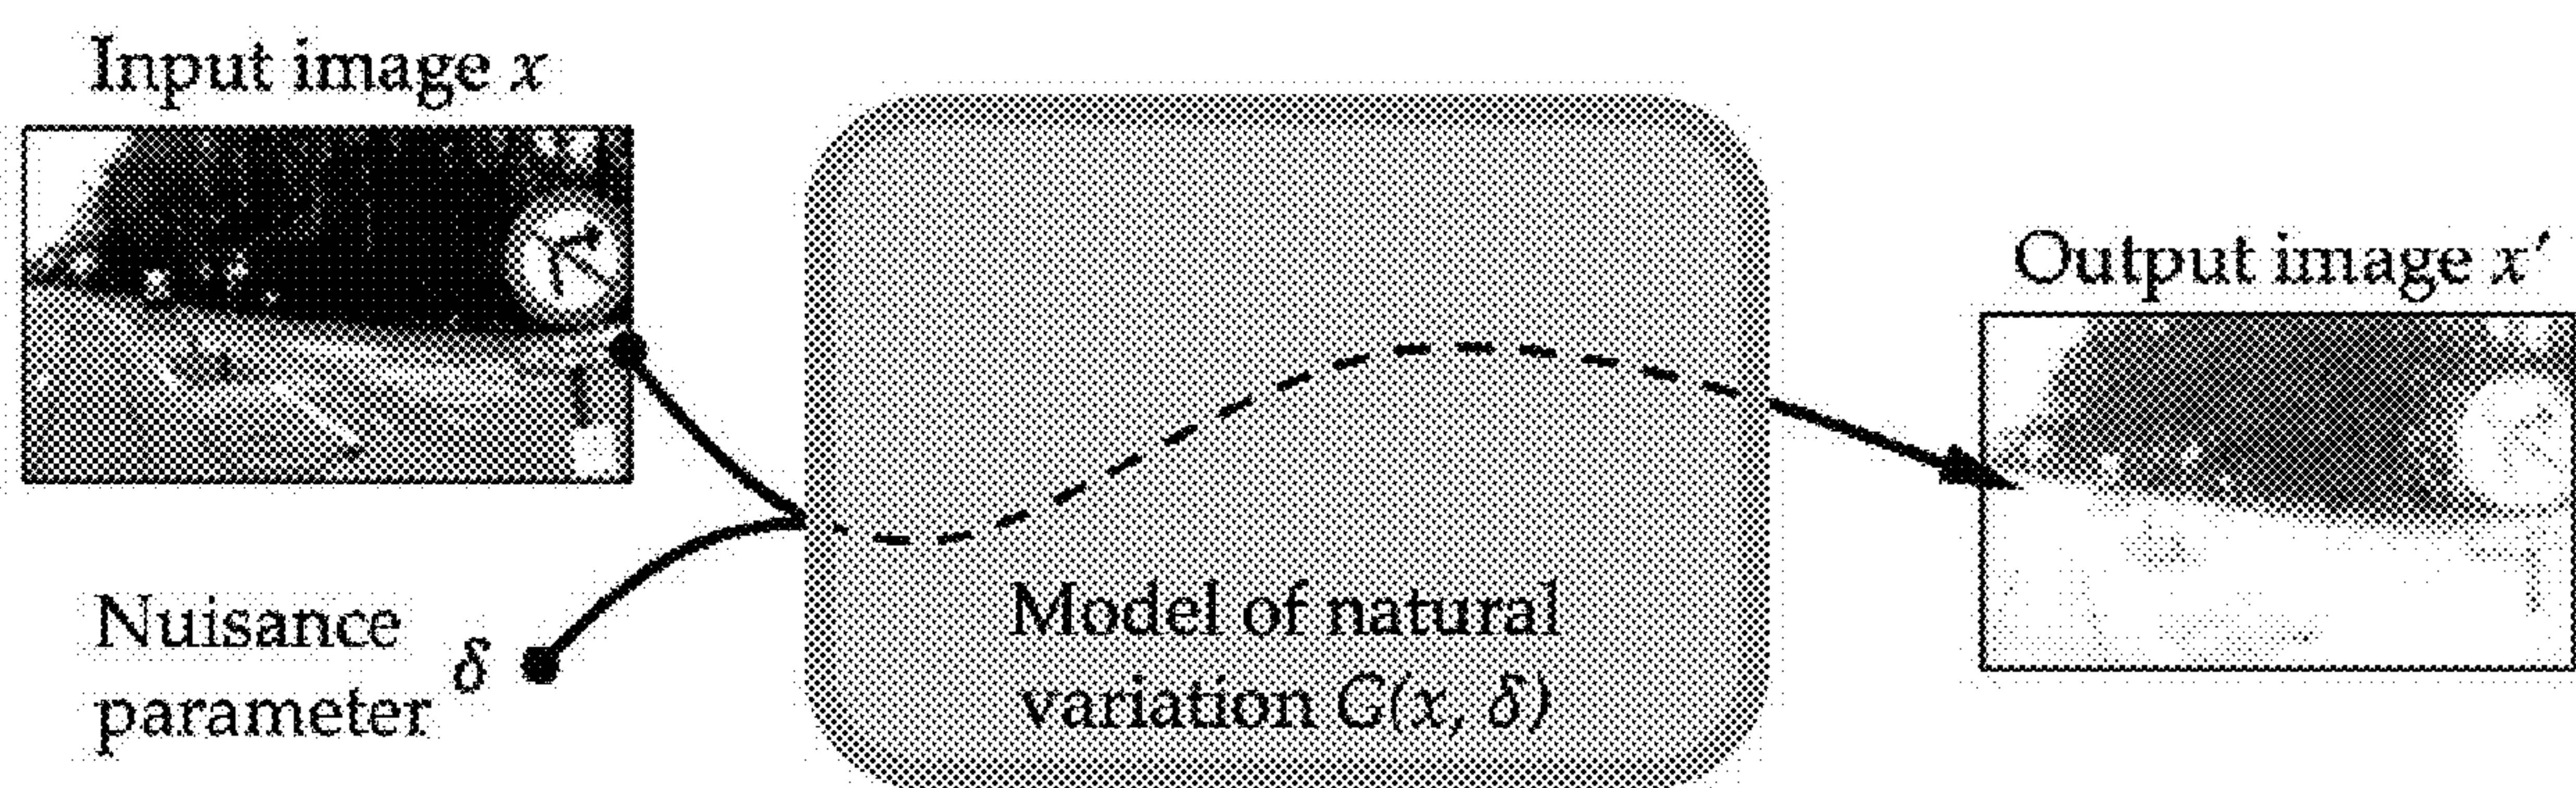 Input image x
Output image x′
Nuisance
parameter δ
Model of natural
variation G(x, δ)